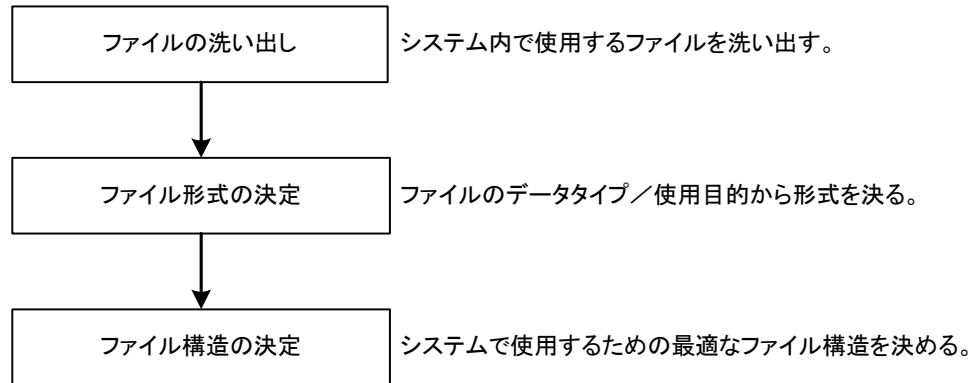 ファイルの洗い出し
システム内で使用するファイルを洗い出す。
ファイル形式の決定
ファイルのデータタイプ／使用目的から形式を決る。
ファイル構造の決定
システムで使用するための最適なファイル構造を決める。